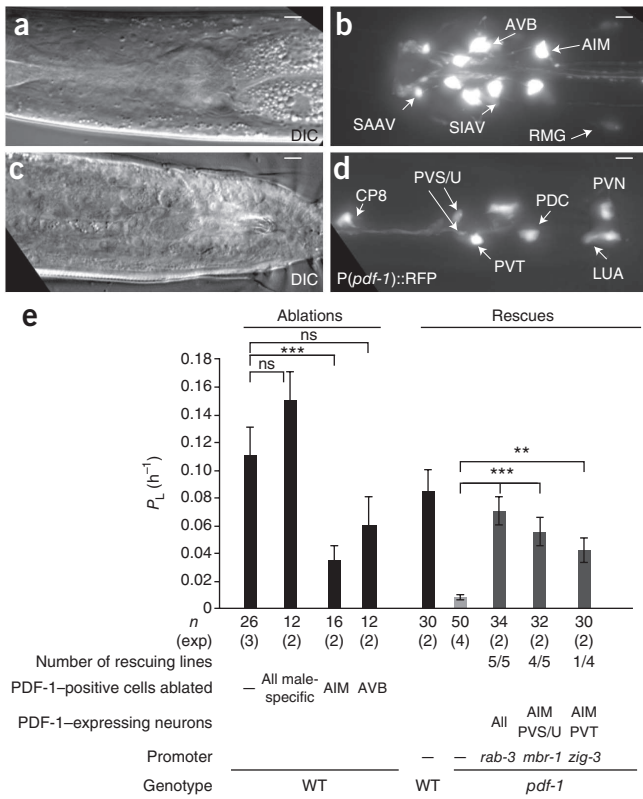 a
DIC
b
AVB
AIM
SAAV
SIAV
RMG
c
DIC
d
CP8
PVS/U
PDC
PVN
PVT
LUA
P(pdf-1)::RFP
e
Ablations
Rescues
ns
***
ns
**
***
0.18
0.16
0.14
0.12
0.10
0.08
0.06
0.04
0.02
0
PL (h–1)
n 26 12 16 12 30 50 34 32 30
(exp) (3) (2) (2) (2) (2) (4) (2) (2) (2)
Number of rescuing lines 5/5 4/5 1/4
PDF-1–positive cells ablated — All male-specific AIM AVB
PDF-1–expressing neurons All AIM PVS/U AIM PVT
Promoter — — rab-3 mbr-1 zig-3
Genotype WT WT pdf-1